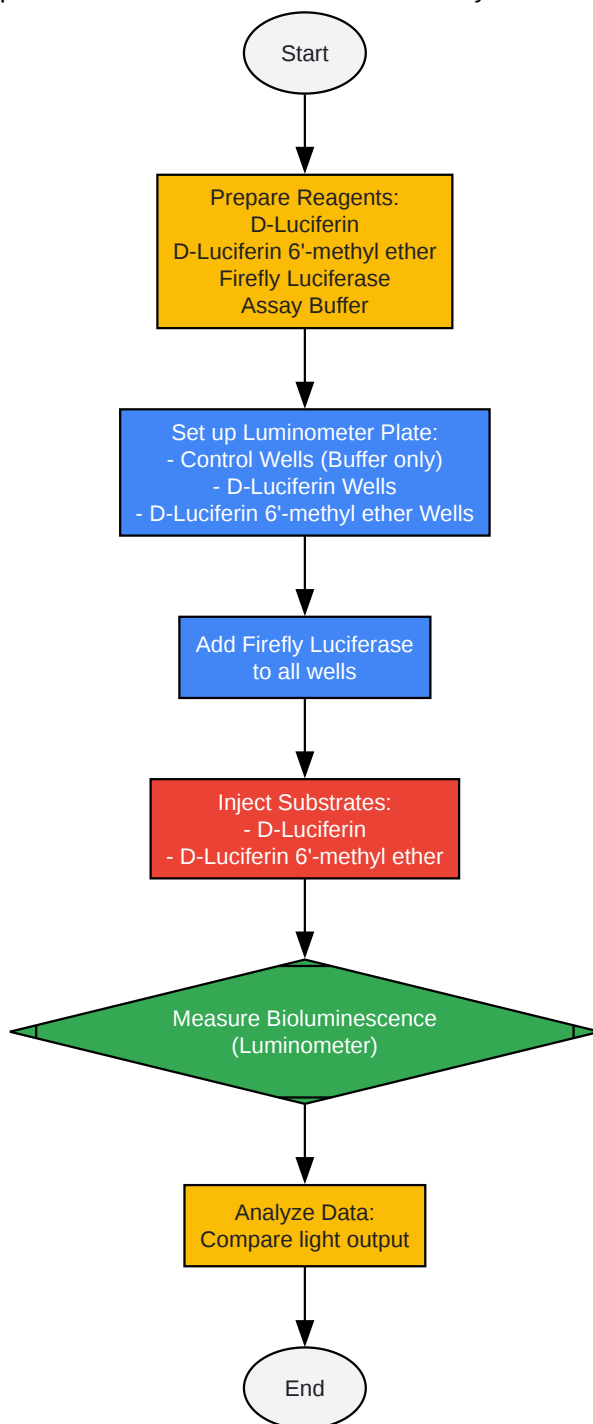 Start
Prepare Reagents:
D-Luciferin
D-Luciferin 6'-methyl ether
Firefly Luciferase
Assay Buffer
Set up Luminometer Plate:
- Control Wells (Buffer only)
- D-Luciferin Wells
- D-Luciferin 6'-methyl ether Wells
Add Firefly Luciferase
to all wells
Inject Substrates:
- D-Luciferin
- D-Luciferin 6'-methyl ether
Measure Bioluminescence
(Luminometer)
Analyze Data:
Compare light output
End